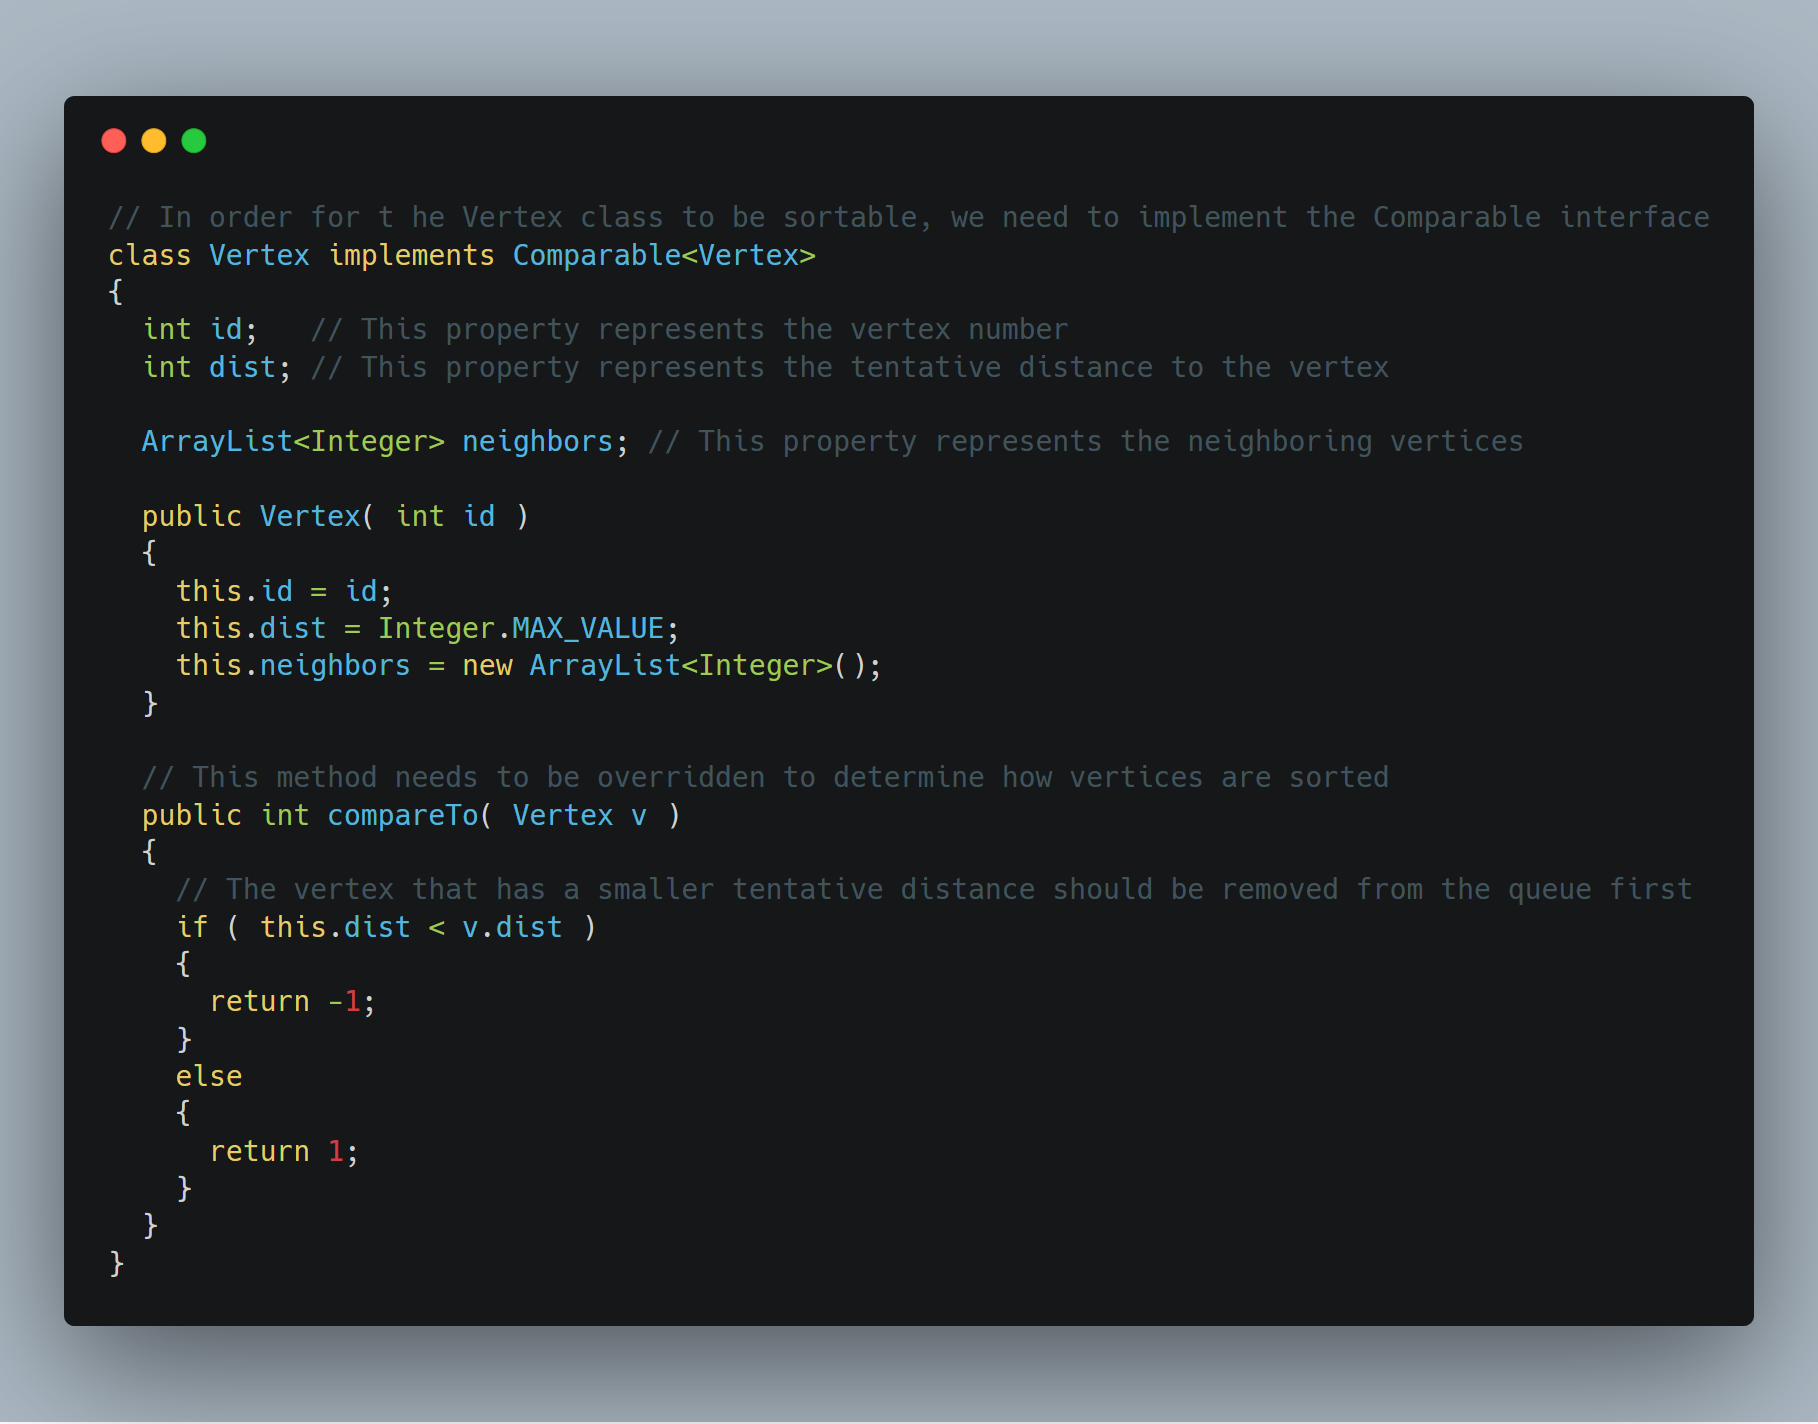 // In order for t he Vertex class to be sortable, we need to implement the Comparable interface
class Vertex implements Comparable<Vertex>
{
  int id;   // This property represents the vertex number
  int dist; // This property represents the tentative distance to the vertex

  ArrayList<Integer> neighbors; // This property represents the neighboring vertices

  public Vertex( int id )
  {
    this.id = id;
    this.dist = Integer.MAX_VALUE;
    this.neighbors = new ArrayList<Integer>();
  }

  // This method needs to be overridden to determine how vertices are sorted
  public int compareTo( Vertex v )
  {
    // The vertex that has a smaller tentative distance should be removed from the queue first
    if ( this.dist < v.dist )
    {
      return -1;
    }
    else
    {
      return 1;
    }
  }
}